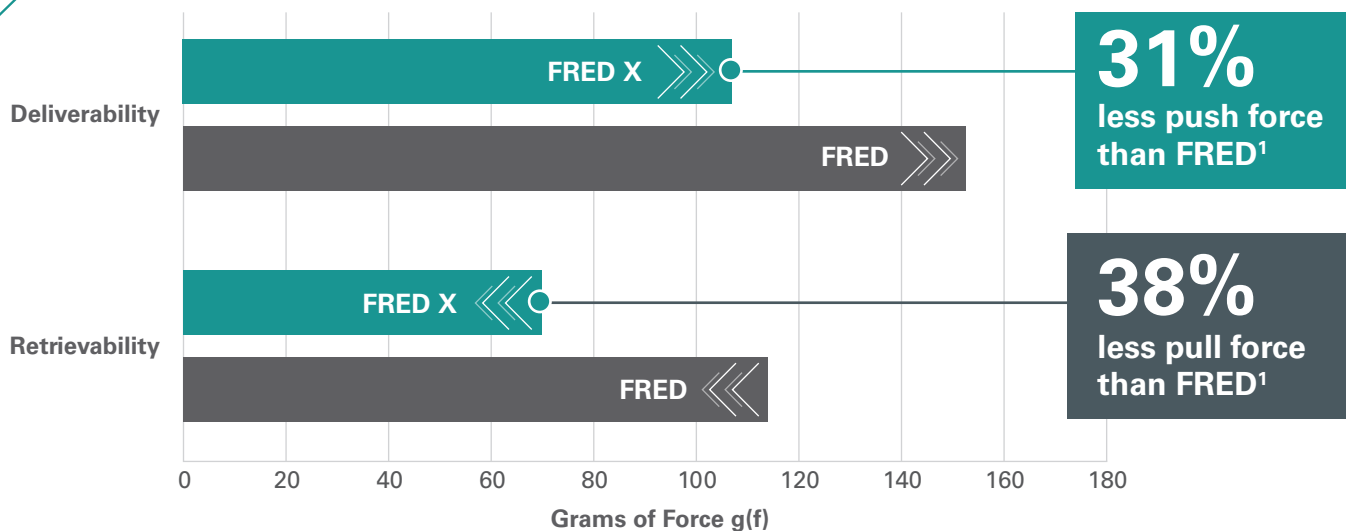 FRED X
31%
less push force
than FRED¹
Deliverability
FRED
FRED X
38%
less pull force
than FRED¹
Retrievability
FRED
0 20 40 60 80 100 120 140 160 180
Grams of Force g(f)